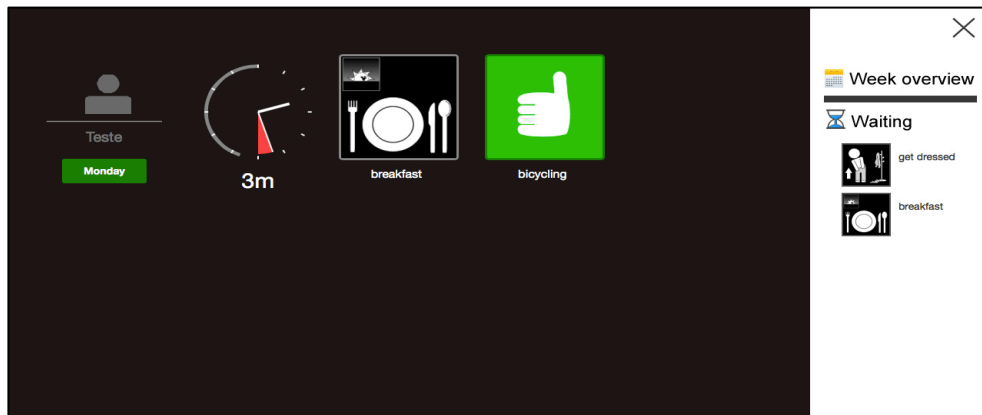 Teste
Monday
3m
breakfast
bicycling
Week overview
Waiting
get dressed
breakfast